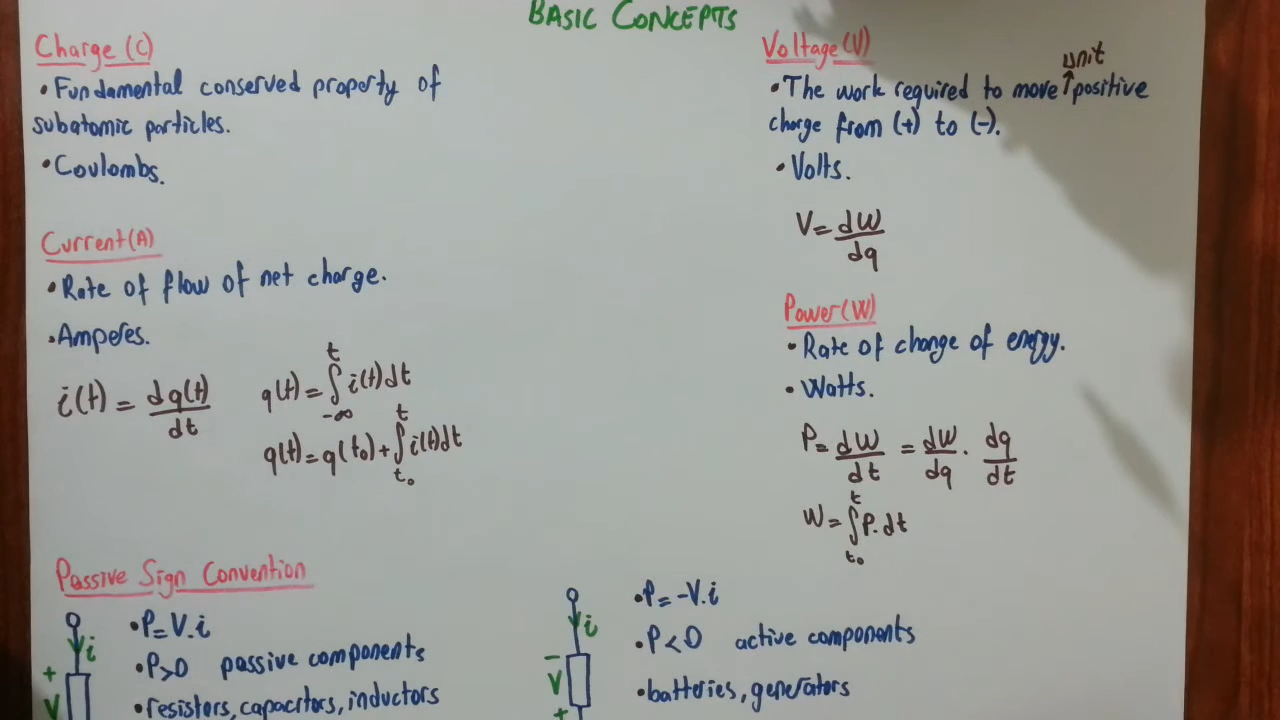 BASIC CONCEPTS
Charge (C)
• Fundamental conserved property of
subatomic particles.
• Coulombs.
Current (A)
• Rate of flow of net charge.
• Amperes.
i(t) = dq(t)/dt
q(t) = ∫_{-∞}^{t} i(t)dt
q(t) = q(t₀) + ∫_{t₀}^{t} i(t)dt
Voltage (V)
unit
• The work required to move ↑ positive
charge from (+) to (-).
• Volts.
V = dW/dq
Power (W)
• Rate of change of energy.
• Watts.
P = dW/dt = dW/dq . dq/dt
W = ∫_{t₀}^{t} P.dt
Passive Sign Convention
i
+
V
• P = V.i
• P>0 passive components
• resistors, capacitors, inductors
i
-
V
+
• P = -V.i
• P<0 active components
• batteries, generators